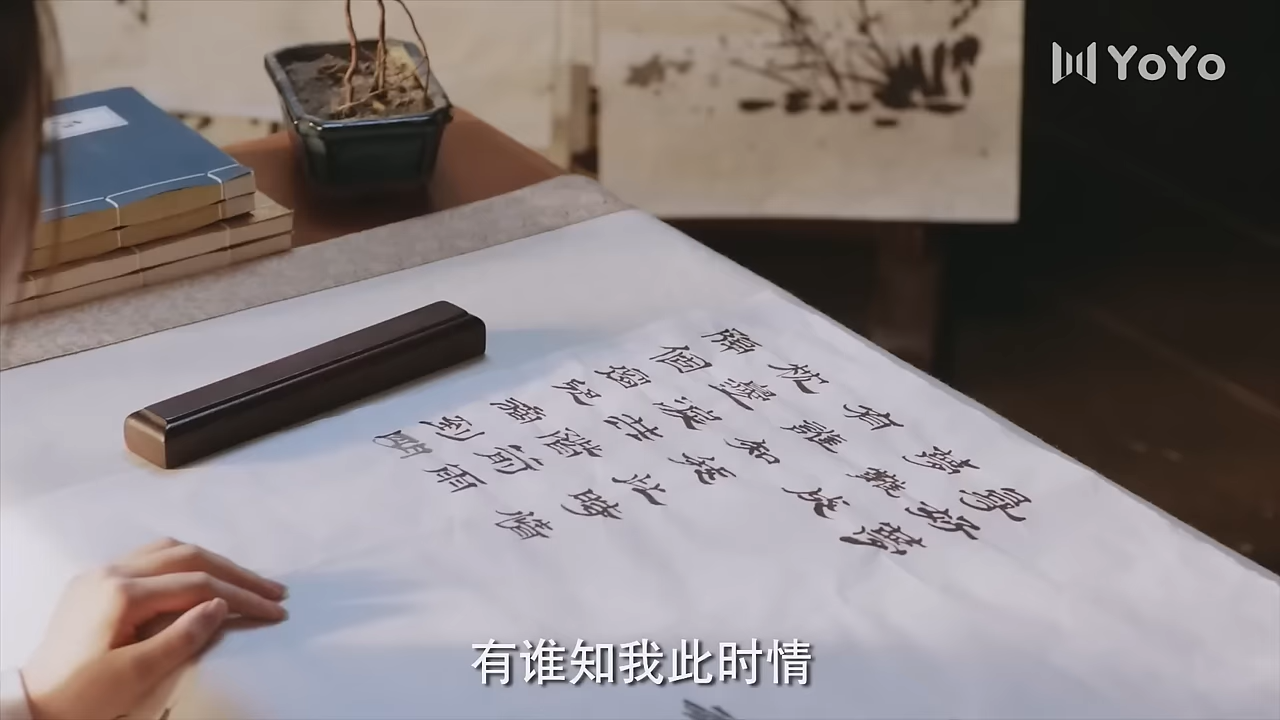 YoYo
尋好夢
夢難成
有誰知我此時情
枕前淚共階前雨
隔個窗兒滴到明
有谁知我此时情